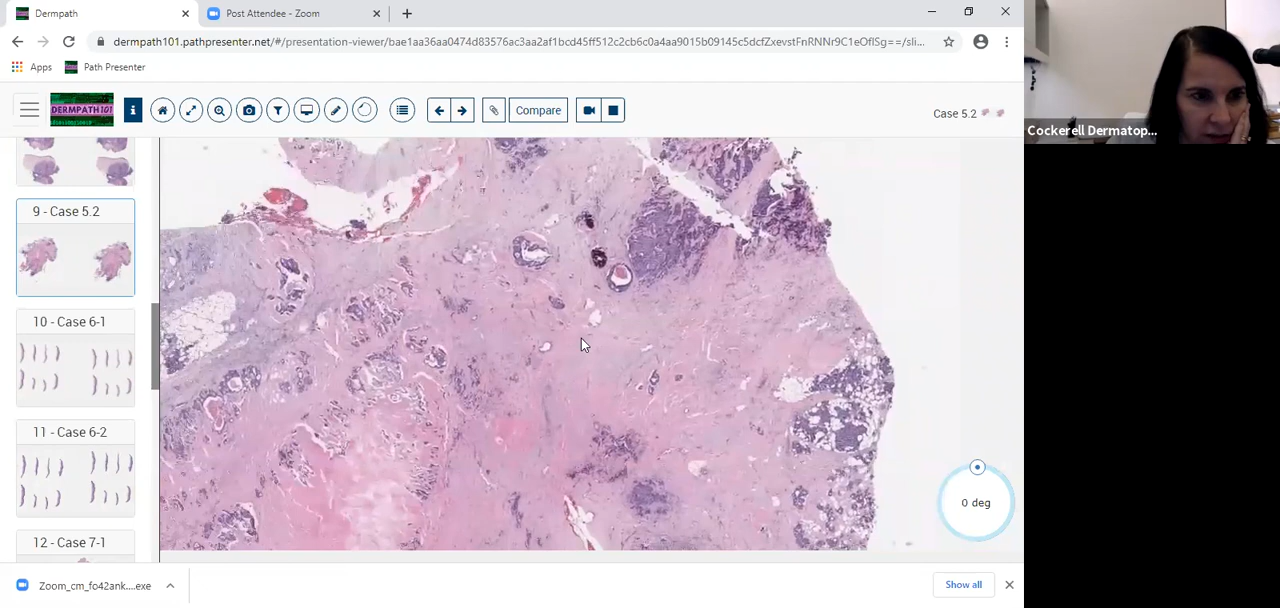 Dermpath
Post Attendee - Zoom
dermpath101.pathpresenter.net/#/presentation-viewer/bae1aa36aa0474d83576ac3aa2af1bcd45ff512c2cb6c0a4aa9015b09145c5dcfZxevstFnRNNr9C1eOflSg==/sli...
Apps
Path Presenter
DERMPATH101
Compare
Case 5.2
9 - Case 5.2
10 - Case 6-1
11 - Case 6-2
12 - Case 7-1
0 deg
Zoom_cm_fo42ank....exe
Show all
Cockerell Dermatop...